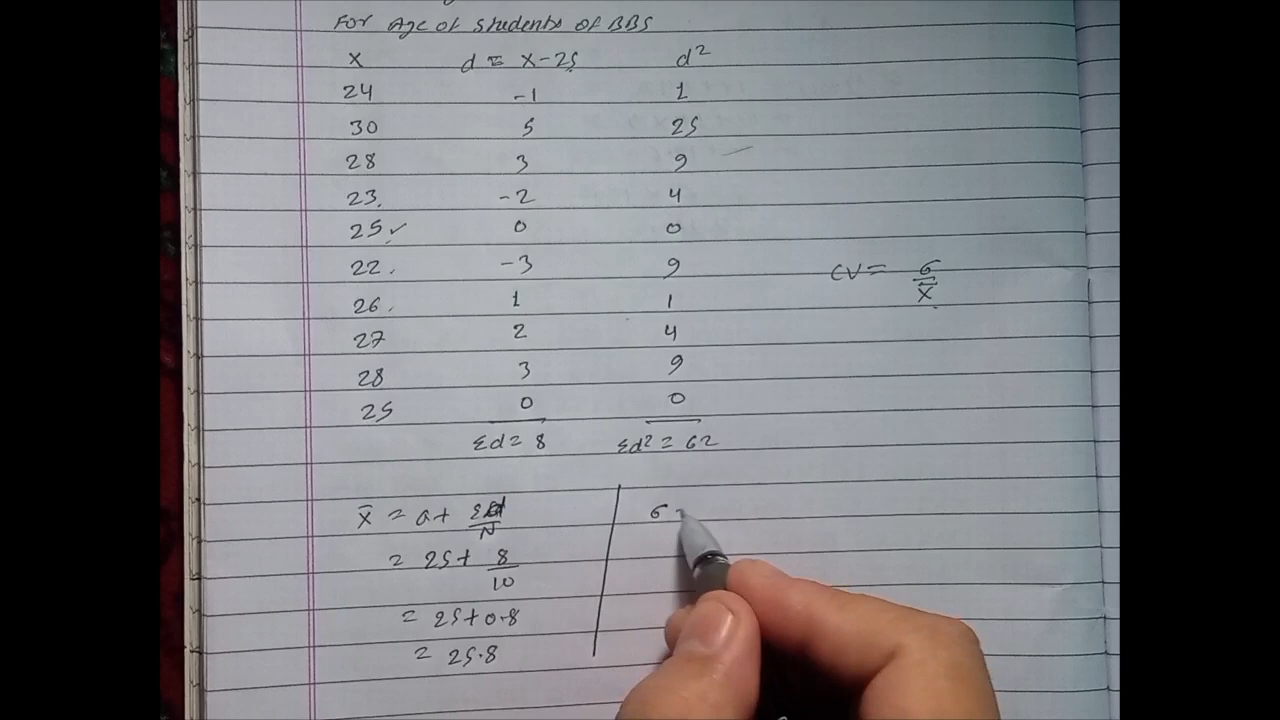 For Age of students of BBS
X d = X-25 d²
24 -1 1
30 5 25
28 3 9
23. -2 4
25✓ 0 0
22. -3 9
CV = σ/X̄
26. 1 1
27 2 4
28 3 9
25 0 0
Σd = 8 Σd² = 62
X̄ = a + Σd/N
= 25 + 8/10
= 25 + 0.8
= 25.8
σ =